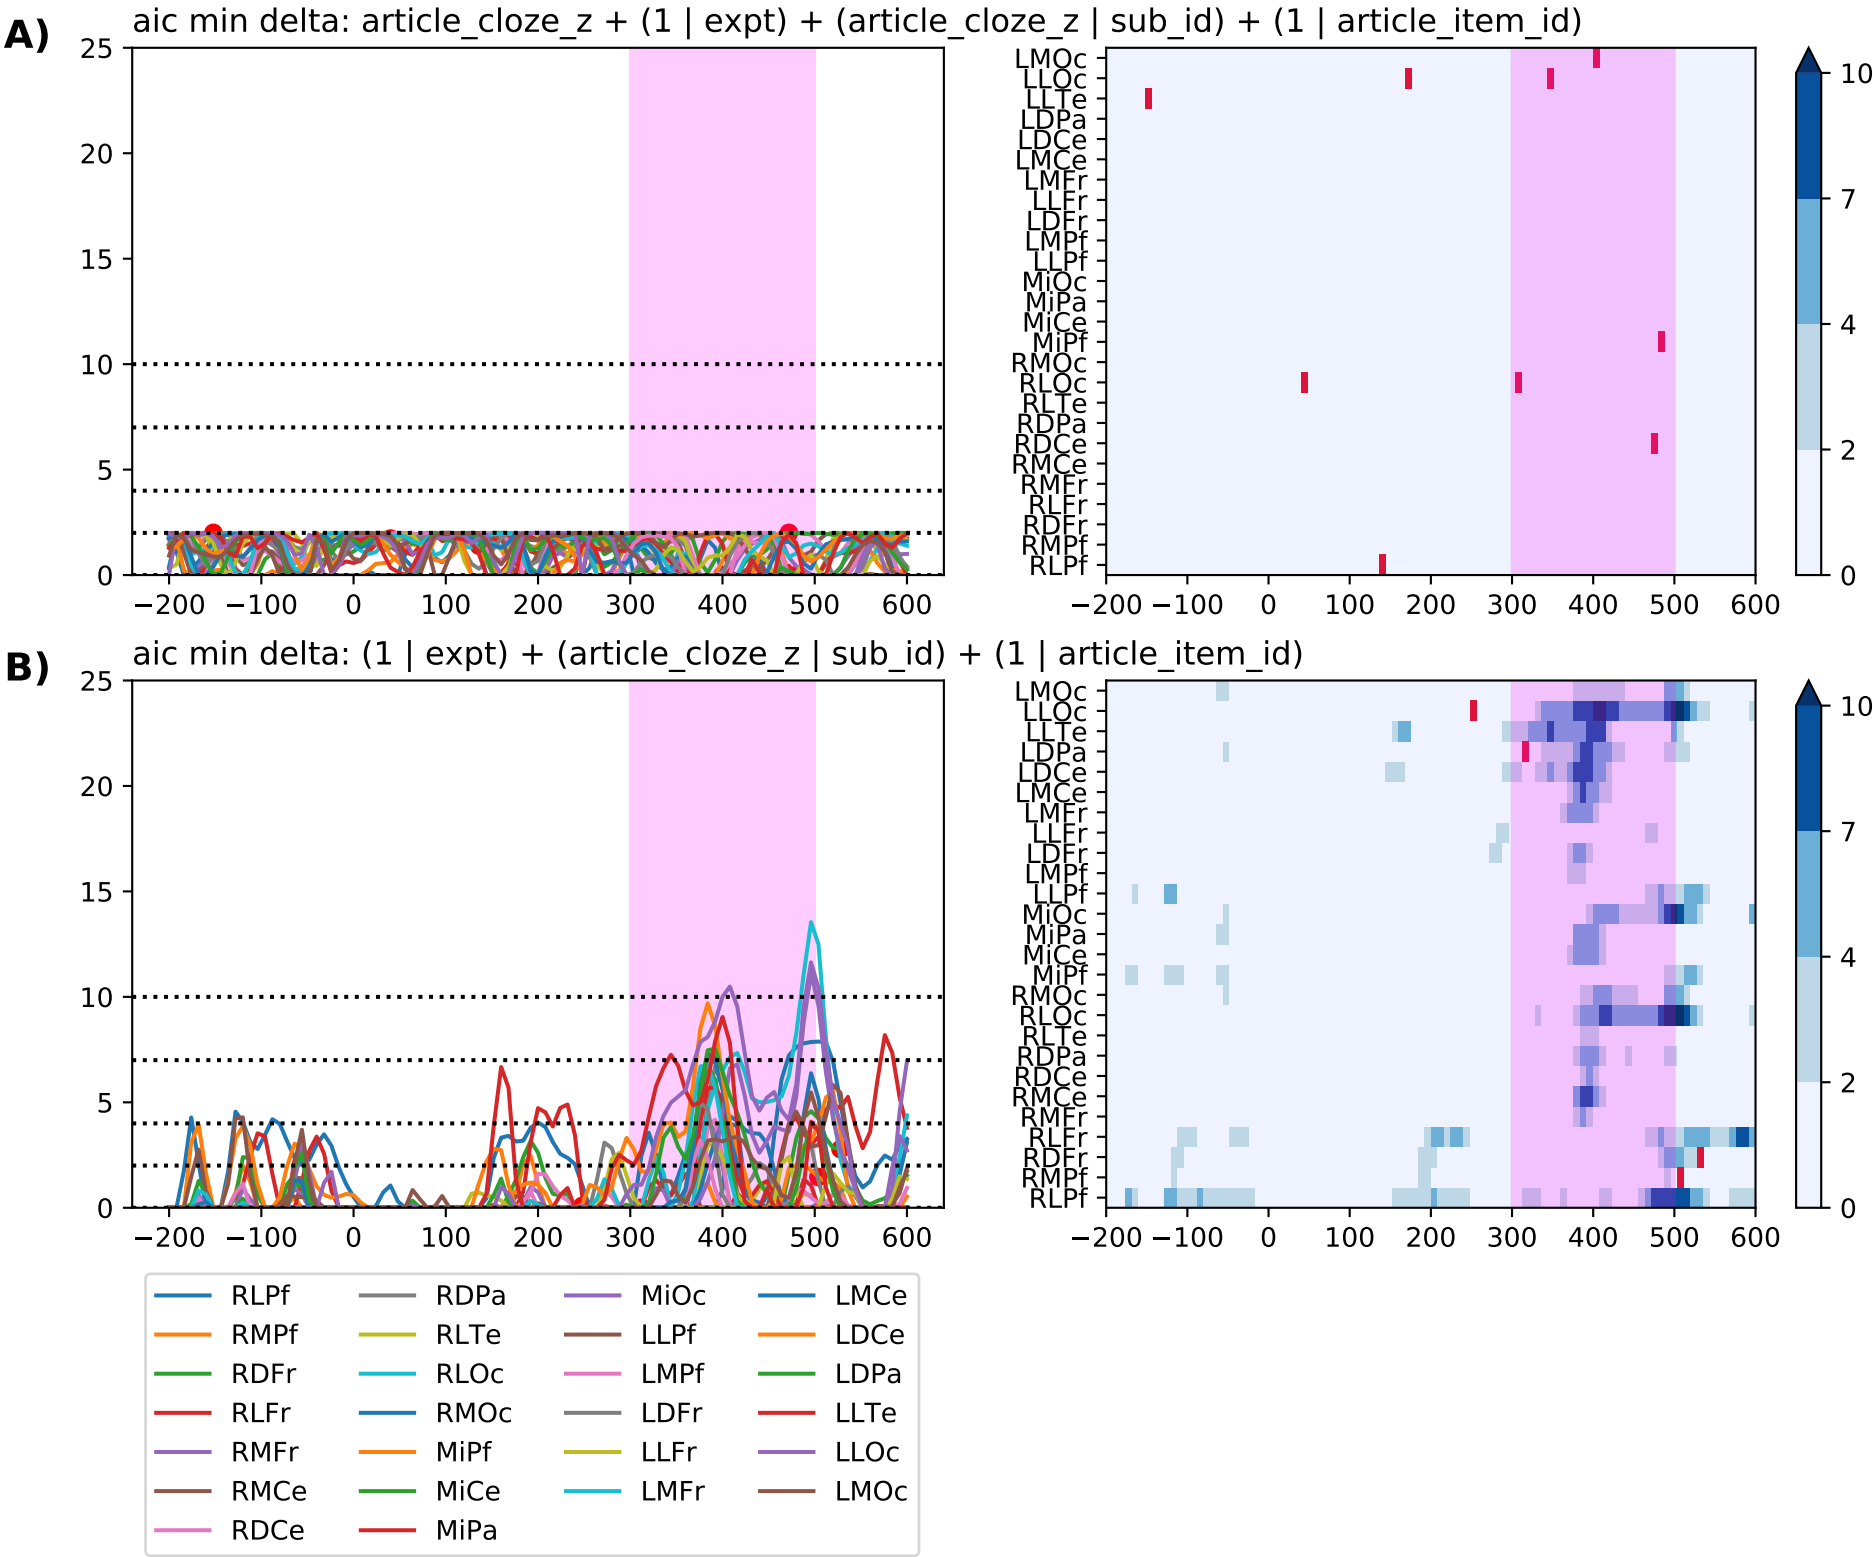 A)
aic min delta: article_cloze_z + (1 | expt) + (article_cloze_z | sub_id) + (1 | article_item_id)
25
20
15
10
5
0
−200 −100 0 100 200 300 400 500 600
LMOc
LLOc
LLTe
LDPa
LDCe
LMCe
LMFr
LLFr
LDFr
LMPf
LLPf
MiOc
MiPa
MiCe
MiPf
RMOc
RLOc
RLTe
RDPa
RDCe
RMCe
RMFr
RLFr
RDFr
RMPf
RLPf
−200 −100 0 100 200 300 400 500 600
10
7
4
2
0
B)
aic min delta: (1 | expt) + (article_cloze_z | sub_id) + (1 | article_item_id)
25
20
15
10
5
0
−200 −100 0 100 200 300 400 500 600
LMOc
LLOc
LLTe
LDPa
LDCe
LMCe
LMFr
LLFr
LDFr
LMPf
LLPf
MiOc
MiPa
MiCe
MiPf
RMOc
RLOc
RLTe
RDPa
RDCe
RMCe
RMFr
RLFr
RDFr
RMPf
RLPf
−200 −100 0 100 200 300 400 500 600
10
7
4
2
0
RLPf RDPa MiOc LMCe
RMPf RLTe LLPf LDCe
RDFr RLOc LMPf LDPa
RLFr RMOc LDFr LLTe
RMFr MiPf LLFr LLOc
RMCe MiCe LMFr LMOc
RDCe MiPa